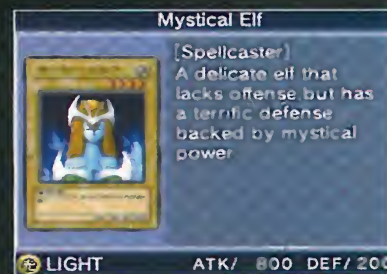 Mystical Elf
[Spellcaster]
A delicate elf that
lacks offense but has
a terrific defense
backed by mystical
power
LIGHT ATK/ 800 DEF/ 200